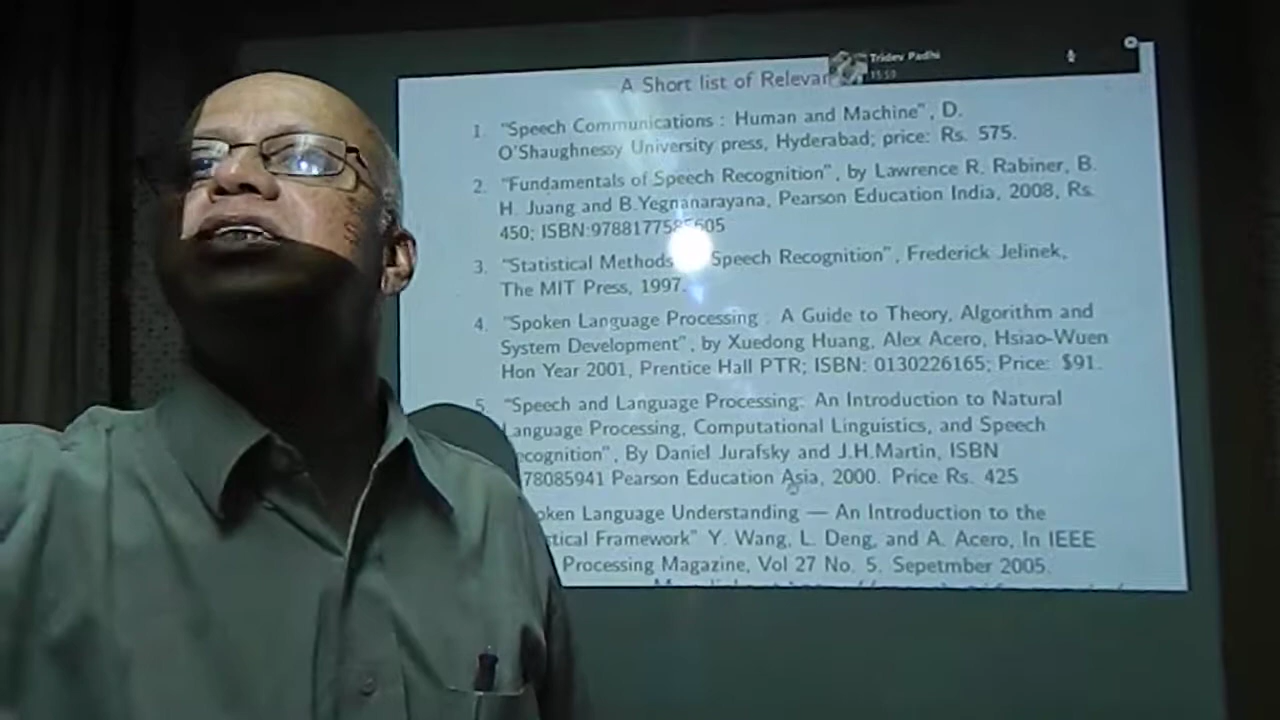 A Short list of Relevan
Tridev Padhi
15:59
1. "Speech Communications : Human and Machine", D.
O'Shaughnessy University press, Hyderabad; price: Rs. 575.
2. "Fundamentals of Speech Recognition", by Lawrence R. Rabiner, B.
H. Juang and B.Yegnanarayana, Pearson Education India, 2008, Rs.
450; ISBN:9788177585605
3. "Statistical Methods Speech Recognition", Frederick Jelinek,
The MIT Press, 1997.
4. "Spoken Language Processing : A Guide to Theory, Algorithm and
System Development", by Xuedong Huang, Alex Acero, Hsiao-Wuen
Hon Year 2001, Prentice Hall PTR; ISBN: 0130226165; Price: $91.
5. "Speech and Language Processing: An Introduction to Natural
Language Processing, Computational Linguistics, and Speech
ecognition", By Daniel Jurafsky and J.H.Martin, ISBN
78085941 Pearson Education Asia, 2000. Price Rs. 425
oken Language Understanding — An Introduction to the
stical Framework" Y. Wang, L. Deng, and A. Acero, In IEEE
Processing Magazine, Vol 27 No. 5. Sepetmber 2005.